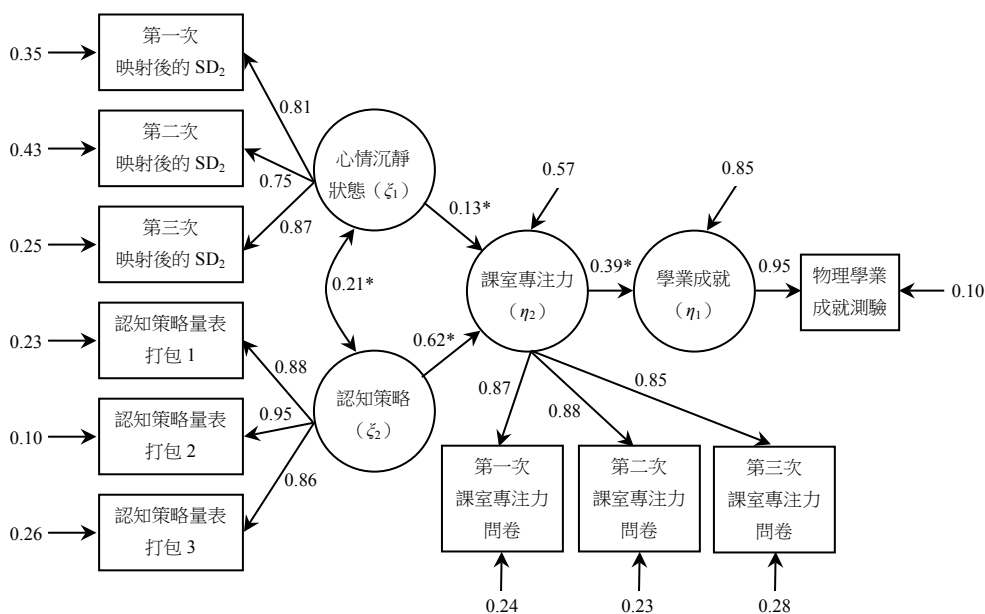 0.35
第一次
映射後的 SD₂
0.81
0.43
第二次
映射後的 SD₂
0.75
0.25
第三次
映射後的 SD₂
0.87
心情沉靜
狀態（ξ₁）
0.21*
0.13*
0.57
0.85
課室專注力
（η₂）
0.39*
學業成就
（η₁）
0.95
物理學業
成就測驗
0.10
0.23
認知策略量表
打包 1
0.88
0.10
認知策略量表
打包 2
0.95
0.26
認知策略量表
打包 3
0.86
認知策略
（ξ₂）
0.62*
0.87
0.88
0.85
第一次
課室專注力
問卷
第二次
課室專注力
問卷
第三次
課室專注力
問卷
0.24
0.23
0.28